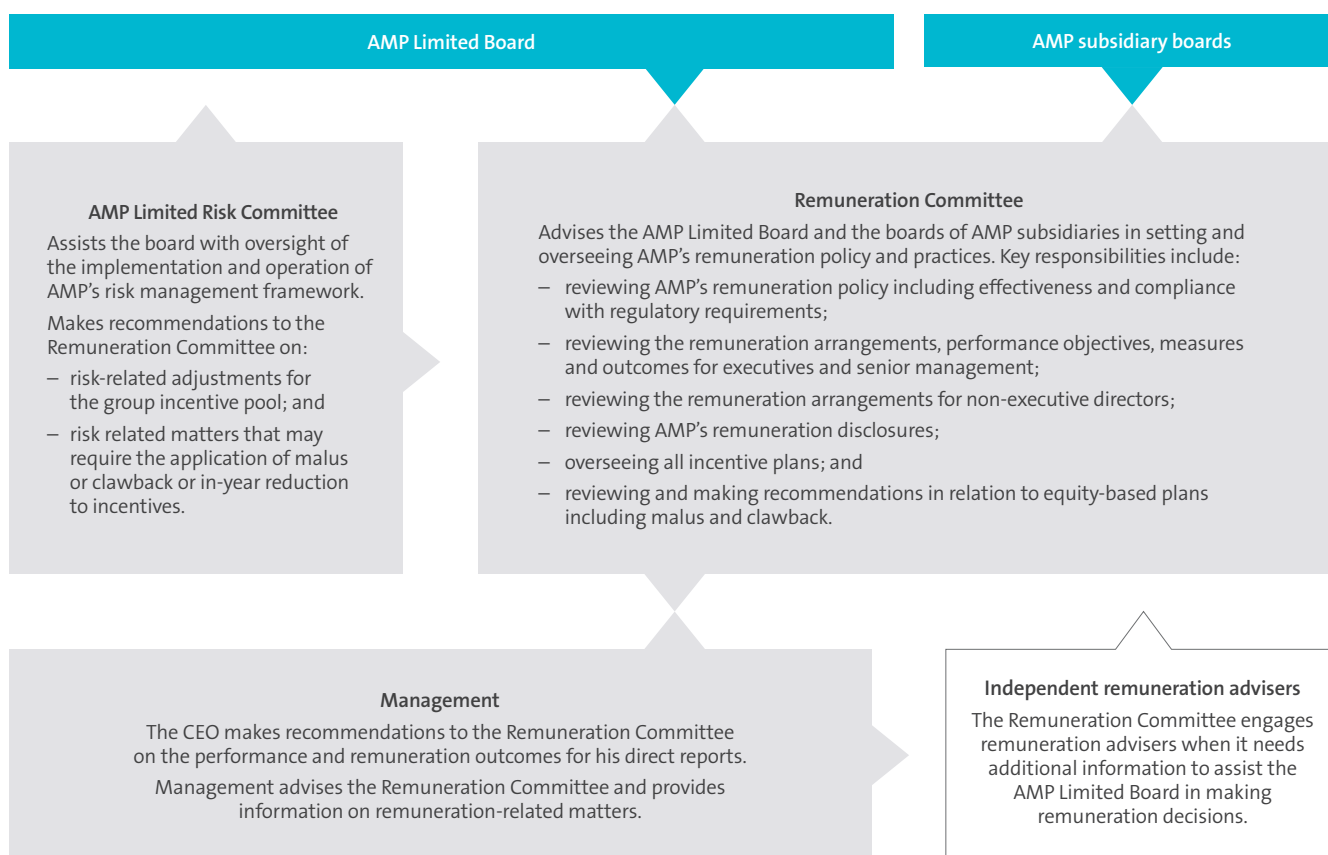 AMP Limited Board
AMP subsidiary boards
AMP Limited Risk Committee
Assists the board with oversight of
the implementation and operation of
AMP's risk management framework.
Makes recommendations to the
Remuneration Committee on:
– risk-related adjustments for
the group incentive pool; and
– risk related matters that may
require the application of malus
or clawback or in-year reduction
to incentives.
Remuneration Committee
Advises the AMP Limited Board and the boards of AMP subsidiaries in setting and
overseeing AMP's remuneration policy and practices. Key responsibilities include:
– reviewing AMP's remuneration policy including effectiveness and compliance
with regulatory requirements;
– reviewing the remuneration arrangements, performance objectives, measures
and outcomes for executives and senior management;
– reviewing the remuneration arrangements for non-executive directors;
– reviewing AMP's remuneration disclosures;
– overseeing all incentive plans; and
– reviewing and making recommendations in relation to equity-based plans
including malus and clawback.
Management
The CEO makes recommendations to the Remuneration Committee
on the performance and remuneration outcomes for his direct reports.
Management advises the Remuneration Committee and provides
information on remuneration-related matters.
Independent remuneration advisers
The Remuneration Committee engages
remuneration advisers when it needs
additional information to assist the
AMP Limited Board in making
remuneration decisions.